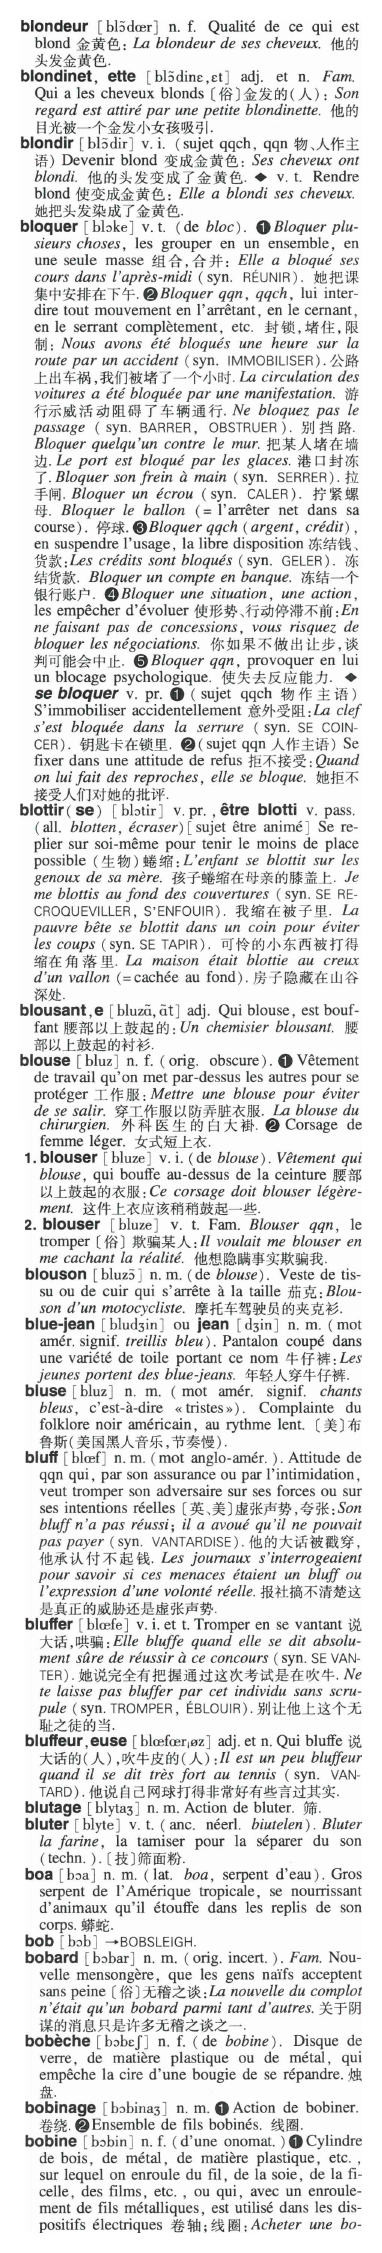 blondeur [blɔ̃dœr] n. f. Qualité de ce qui est
blond 金黄色: La blondeur de ses cheveux. 他的
头发金黄色.
blondinet, ette [blɔ̃dinɛ,ɛt] adj. et n. Fam.
Qui a les cheveux blonds [俗]金发的(人): Son
regard est attiré par une petite blondinette. 他的
目光被一个金发小女孩吸引.
blondir [blɔ̃dir] v. i. (sujet qqch, qqn 物、人作主
语) Devenir blond 变成金黄色: Ses cheveux ont
blondi. 他的头发变成了金黄色. ◆ v. t. Rendre
blond 使变成金黄色: Elle a blondi ses cheveux.
她把头发染成了金黄色.
bloquer [blɔke] v. t. (de bloc). ❶ Bloquer plu-
sieurs choses, les grouper en un ensemble, en
une seule masse 组合,合并: Elle a bloqué ses
cours dans l'après-midi (syn. RÉUNIR). 她把课
集中安排在下午. ❷ Bloquer qqn, qqch, lui inter-
dire tout mouvement en l'arrêtant, en le cernant,
en le serrant complètement, etc. 封锁,堵住,限
制: Nous avons été bloqués une heure sur la
route par un accident (syn. IMMOBILISER). 公路
上出车祸,我们被堵了一个小时. La circulation des
voitures a été bloquée par une manifestation. 游
行示威活动阻碍了车辆通行. Ne bloquez pas le
passage ( syn. BARRER, OBSTRUER ). 别挡路.
Bloquer quelqu'un contre le mur. 把某人堵在墙
边. Le port est bloqué par les glaces. 港口封冻
了. Bloquer son frein à main (syn. SERRER). 拉
手闸. Bloquer un écrou (syn. CALER). 拧紧螺
母. Bloquer le ballon (= l'arrêter net dans sa
course). 停球. ❸ Bloquer qqch (argent, crédit),
en suspendre l'usage, la libre disposition 冻结钱、
货款: Les crédits sont bloqués (syn. GELER). 冻
结货款. Bloquer un compte en banque. 冻结一个
银行账户. ❹ Bloquer une situation, une action,
les empêcher d'évoluer 使形势、行动停滞不前: En
ne faisant pas de concessions, vous risquez de
bloquer les négociations. 你如果不做出让步,谈
判可能会中止. ❺ Bloquer qqn, provoquer en lui
un blocage psychologique. 使失去反应能力. ◆
se bloquer v. pr. ❶ ( sujet qqch 物作主语)
S'immobiliser accidentellement 意外受阻: La clef
s'est bloquée dans la serrure (syn. SE COIN-
CER). 钥匙卡在锁里. ❷ (sujet qqn 人作主语) Se
fixer dans une attitude de refus 拒不接受: Quand
on lui fait des reproches, elle se bloque. 她拒不
接受人们对她的批评.
blottir(se) [blɔtir] v. pr., être blotti v. pass.
(all. blotten, écraser) [sujet être animé] Se re-
plier sur soi-même pour tenir le moins de place
possible (生物)蜷缩: L'enfant se blottit sur les
genoux de sa mère. 孩子蜷缩在母亲的膝盖上. Je
me blottis au fond des couvertures (syn. SE RE-
CROQUEVILLER, S'ENFOUIR). 我缩在被子里. La
pauvre bête se blottit dans un coin pour éviter
les coups (syn. SE TAPIR). 可怜的小东西被打得
缩在角落里. La maison était blottie au creux
d'un vallon (=cachée au fond). 房子隐藏在山谷
深处.
blousant,e [bluzɑ̃, ɑ̃t] adj. Qui blouse, est bouf-
fant 腰部以上鼓起的: Un chemisier blousant. 腰
部以上鼓起的衬衫.
blouse [bluz] n. f. (orig. obscure). ❶ Vêtement
de travail qu'on met par-dessus les autres pour se
protéger 工作服: Mettre une blouse pour éviter
de se salir. 穿工作服以防弄脏衣服. La blouse du
chirurgien. 外科医生的白大褂. ❷ Corsage de
femme léger. 女式短上衣.
1. blouser [bluze] v. i. (de blouse). Vêtement qui
blouse, qui bouffe au-dessus de la ceinture 腰部
以上鼓起的衣服: Ce corsage doit blouser légère-
ment. 这件上衣应该稍稍鼓起一些.
2. blouser [bluze] v. t. Fam. Blouser qqn, le
tromper [俗] 欺骗某人: Il voulait me blouser en
me cachant la réalité. 他想隐瞒事实欺骗我.
blouson [bluzɔ̃] n. m. (de blouse). Veste de tis-
su ou de cuir qui s'arrête à la taille 茄克: Blou-
son d'un motocycliste. 摩托车驾驶员的夹克衫.
blue-jean [bludʒin] ou jean [dʒin] n. m. (mot
amér. signif. treillis bleu). Pantalon coupé dans
une variété de toile portant ce nom 牛仔裤: Les
jeunes portent des blue-jeans. 年轻人穿牛仔裤.
bluse [bluz] n. m. ( mot amér. signif. chants
bleus, c'est-à-dire « tristes»). Complainte du
folklore noir américain, au rythme lent. [美]布
鲁斯(美国黑人音乐,节奏慢).
bluff [blœf] n. m. (mot anglo-amér. ). Attitude de
qqn qui, par son assurance ou par l'intimidation,
veut tromper son adversaire sur ses forces ou sur
ses intentions réelles [英、美]虚张声势,夸张: Son
bluff n'a pas réussi; il a avoué qu'il ne pouvait
pas payer (syn. VANTARDISE). 他的大话被戳穿,
他承认付不起钱. Les journaux s'interrogeaient
pour savoir si ces menaces étaient un bluff ou
l'expression d'une volonté réelle. 报社搞不清楚这
是真正的威胁还是虚张声势.
bluffer [blœfe] v. i. et t. Tromper en se vantant 说
大话,哄骗: Elle bluffe quand elle se dit absolu-
ment sûre de réussir à ce concours (syn. SE VAN-
TER). 她说完全有把握通过这次考试是在吹牛. Ne
te laisse pas bluffer par cet individu sans scru-
pule (syn. TROMPER, ÉBLOUIR). 别让他上这个无
耻之徒的当.
bluffeur,euse [blœfœr,øz] adj. et n. Qui bluffe 说
大话的(人),吹牛皮的(人): Il est un peu bluffeur
quand il se dit très fort au tennis (syn. VAN-
TARD). 他说自己网球打得非常好有些言过其实.
blutage [blytaʒ] n. m. Action de bluter. 筛.
bluter [blyte] v. t. (anc. néerl. biutelen). Bluter
la farine, la tamiser pour la séparer du son
(techn. ). [技]筛面粉.
boa [bɔa] n. m. (lat. boa, serpent d'eau). Gros
serpent de l'Amérique tropicale, se nourrissant
d'animaux qu'il étouffe dans les replis de son
corps. 蟒蛇.
bob [bɔb] →BOBSLEIGH.
bobard [bɔbar] n. m. (orig. incert. ). Fam. Nou-
velle mensongère, que les gens naïfs acceptent
sans peine [俗]无稽之谈: La nouvelle du complot
n'était qu'un bobard parmi tant d'autres. 关于阴
谋的消息只是许多无稽之谈之一.
bobèche [bɔbɛʃ] n. f. (de bobine). Disque de
verre, de matière plastique ou de métal, qui
empêche la cire d'une bougie de se répandre. 烛
盘.
bobinage [bɔbinaʒ] n. m. ❶ Action de bobiner.
卷绕. ❷ Ensemble de fils bobinés. 线圈.
bobine [bɔbin] n. f. (d'une onomat. ) ❶ Cylindre
de bois, de métal, de matière plastique, etc. ,
sur lequel on enroule du fil, de la soie, de la fi-
celle, des films, etc. , ou qui, avec un enroule-
ment de fils métalliques, est utilisé dans les dis-
positifs électriques 卷轴;线圈: Acheter une bo-